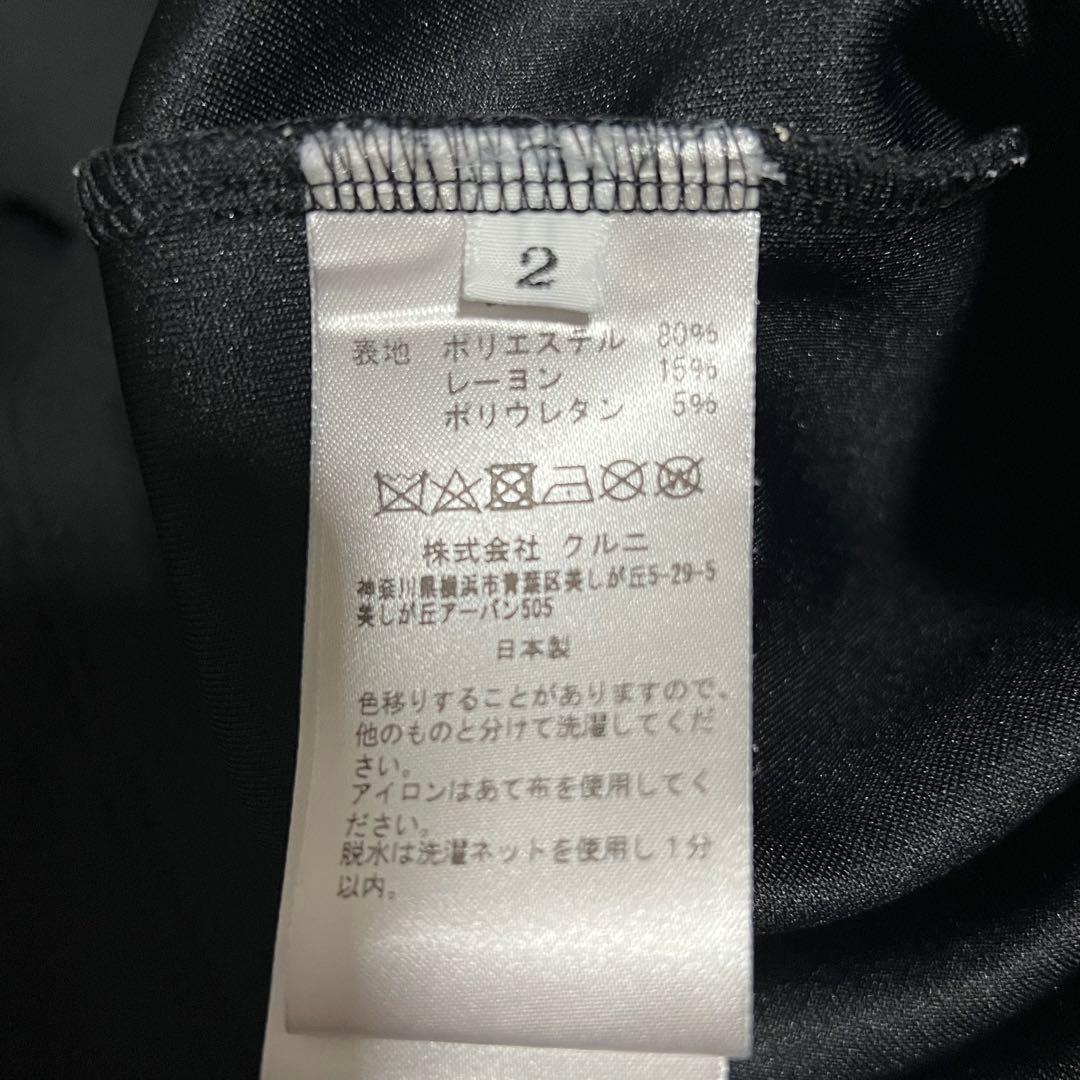 2
表地 ポリエステル 80%
レーヨン 15%
ポリウレタン 5%
株式会社 クルニ
神奈川県横浜市青葉区美しが丘5-29-5
美しが丘アーバン505
日本製
色移りすることがありますので、
他のものと分けて洗濯してくだ
さい。
アイロンはあて布を使用してく
ださい。
脱水は洗濯ネットを使用し1分
以内。